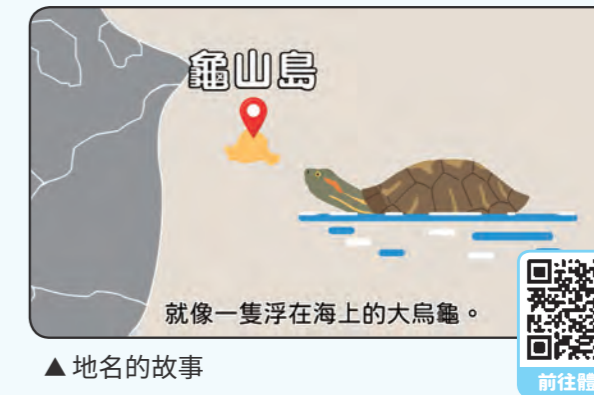 龜山島
就像一隻浮在海上的大烏龜。
前往體
▲地名的故事